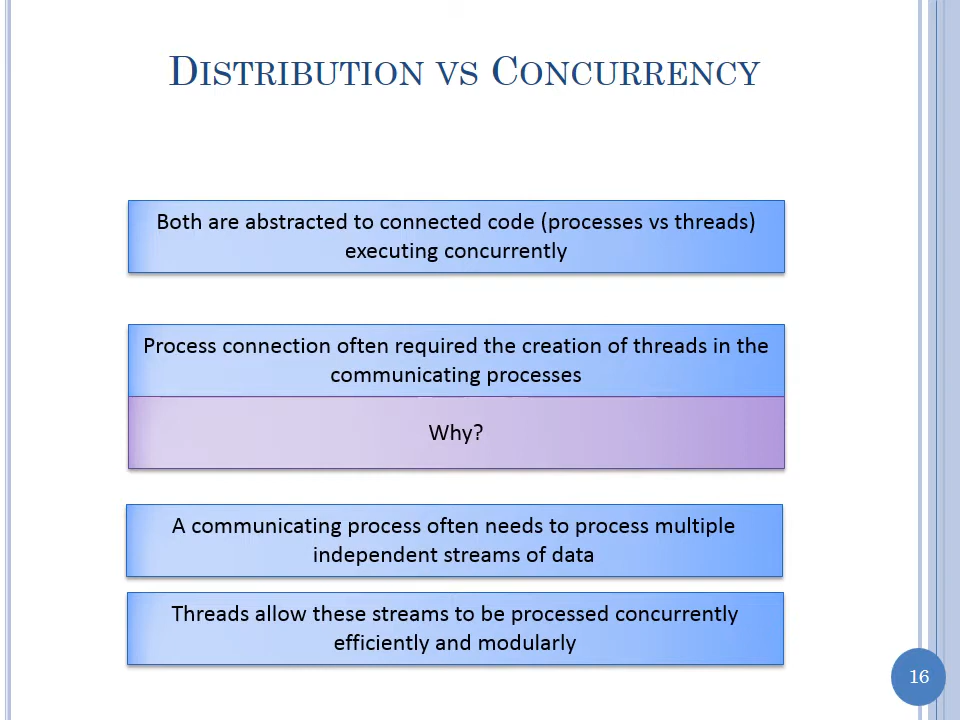 DISTRIBUTION VS CONCURRENCY
Both are abstracted to connected code (processes vs threads)
executing concurrently
Process connection often required the creation of threads in the
communicating processes
Why?
A communicating process often needs to process multiple
independent streams of data
Threads allow these streams to be processed concurrently
efficiently and modularly
16